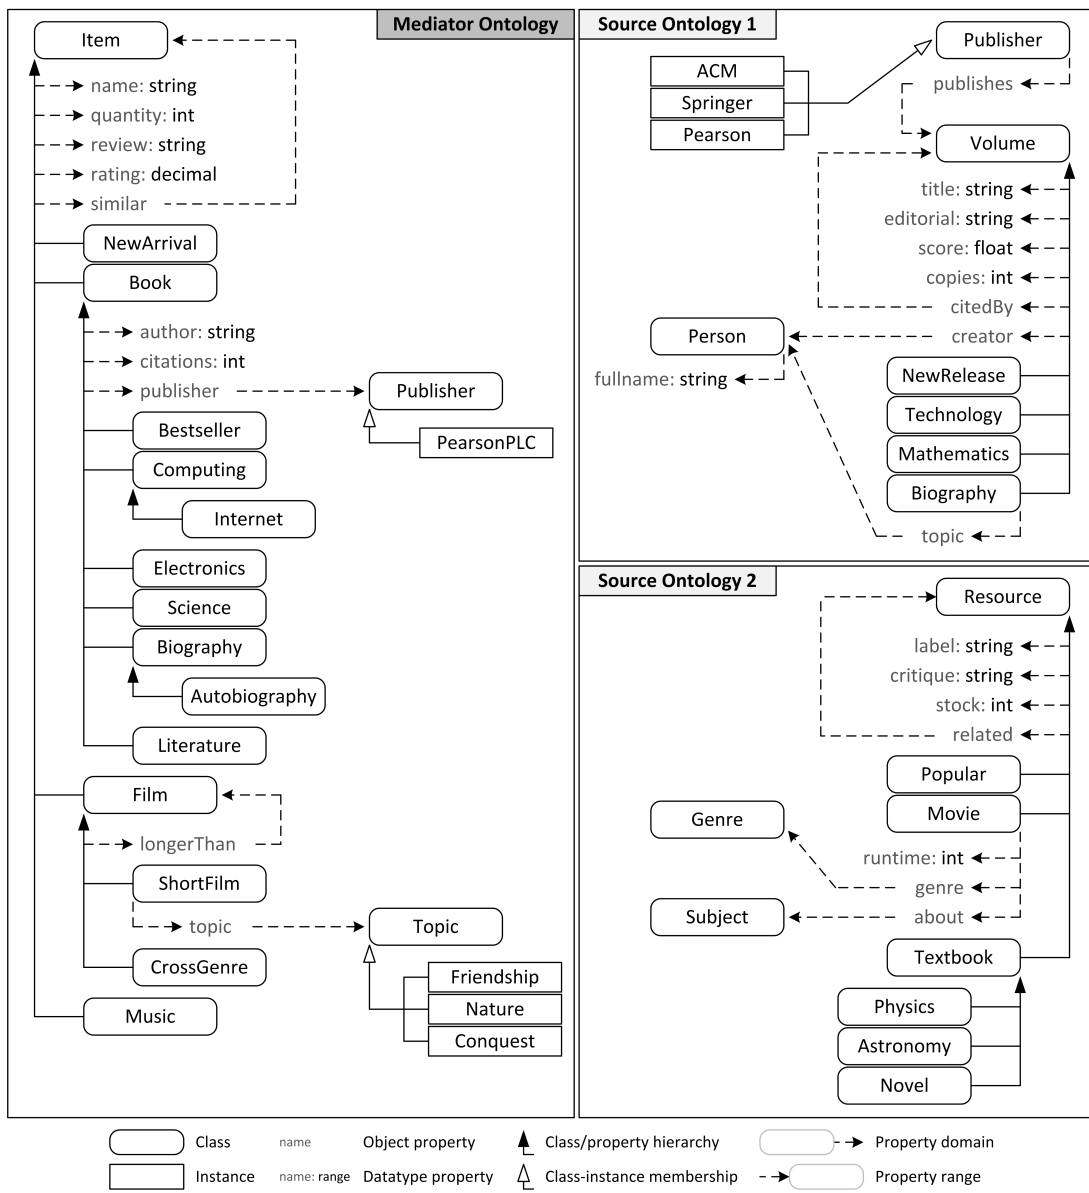 Mediator Ontology
Item
name: string
quantity: int
review: string
rating: decimal
similar
NewArrival
Book
author: string
citations: int
publisher
Publisher
PearsonPLC
Bestseller
Computing
Internet
Electronics
Science
Biography
Autobiography
Literature
Film
longerThan
ShortFilm
topic
Topic
Friendship
Nature
Conquest
CrossGenre
Music
Source Ontology 1
Publisher
ACM
Springer
Pearson
publishes
Volume
title: string
editorial: string
score: float
copies: int
citedBy
creator
Person
fullname: string
NewRelease
Technology
Mathematics
Biography
topic
Source Ontology 2
Resource
label: string
critique: string
stock: int
related
Popular
Movie
Genre
runtime: int
genre
about
Subject
Textbook
Physics
Astronomy
Novel
Class
name
Object property
Class/property hierarchy
Property domain
Instance
name: range
Datatype property
Class-instance membership
Property range